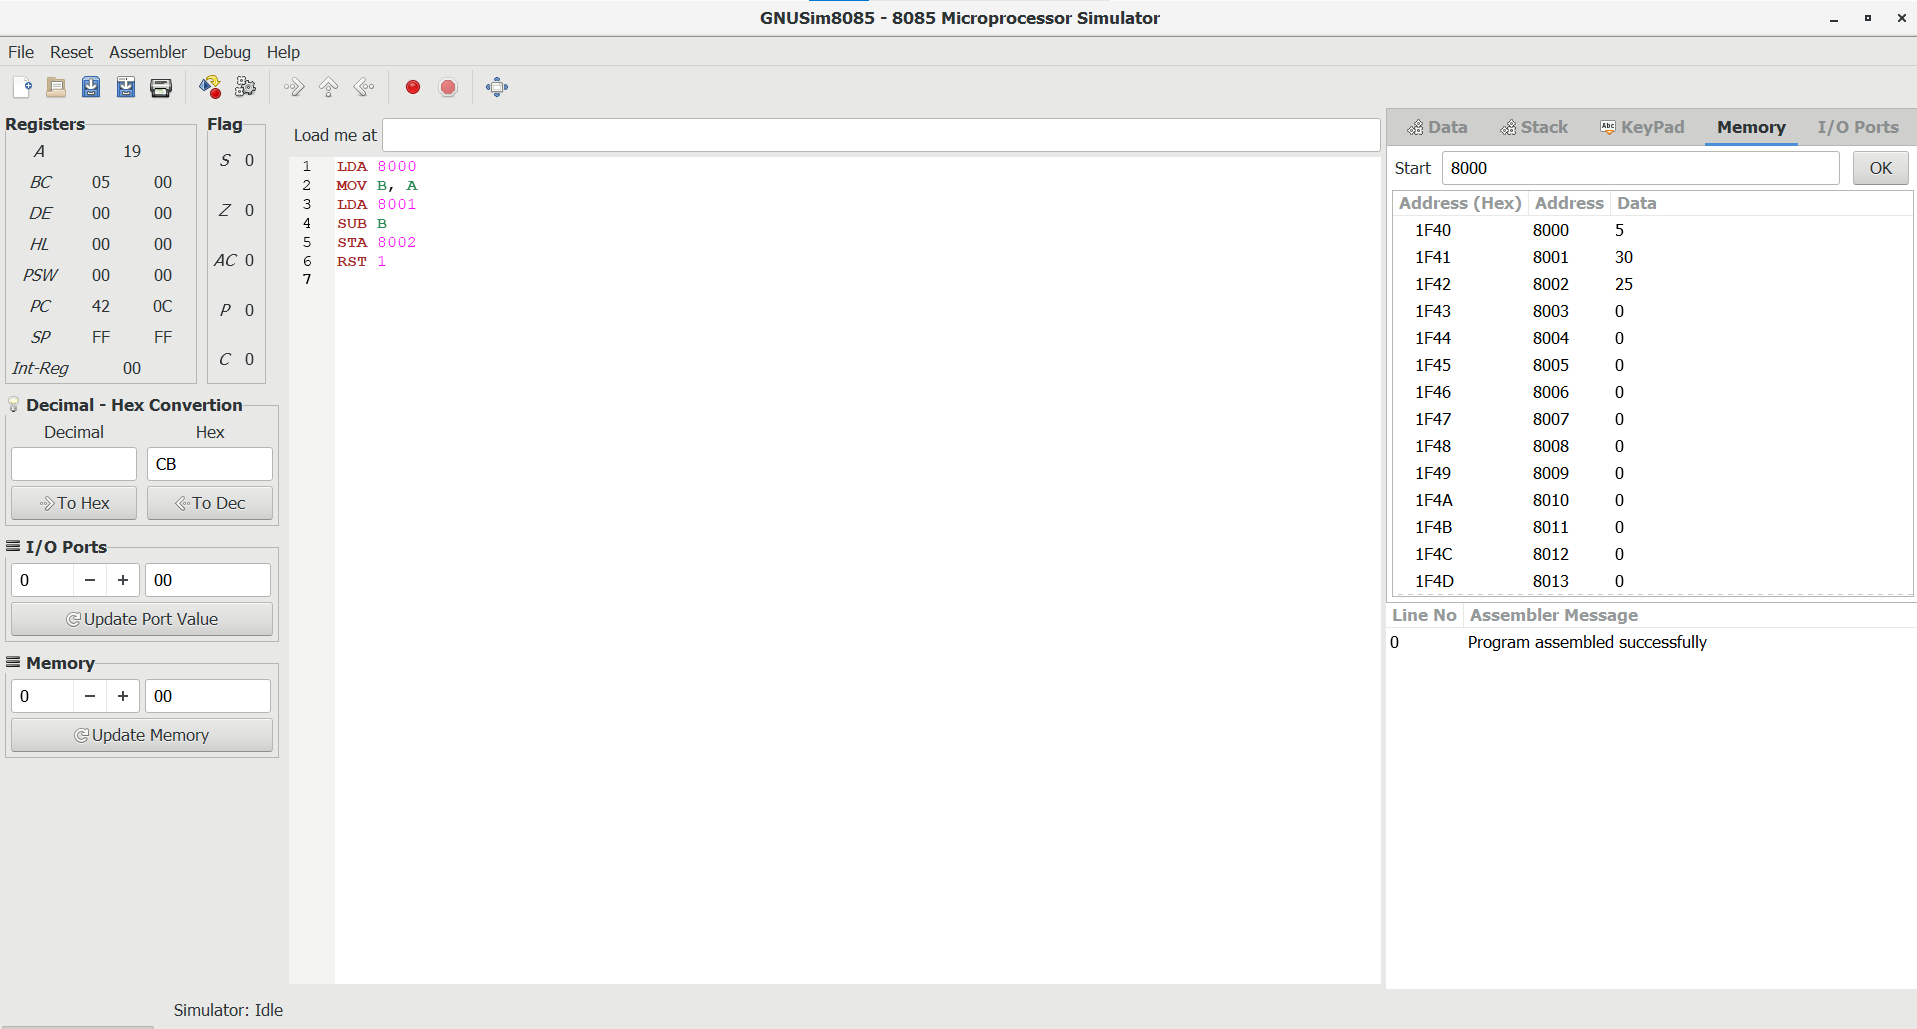 GNUSim8085 - 8085 Microprocessor Simulator
File Reset Assembler Debug Help
Registers
A 19
BC 05 00
DE 00 00
HL 00 00
PSW 00 00
PC 42 0C
SP FF FF
Int-Reg 00
Flag
S 0
Z 0
AC 0
P 0
C 0
Decimal - Hex Convertion
Decimal Hex
CB
To Hex To Dec
I/O Ports
0 − + 00
Update Port Value
Memory
0 − + 00
Update Memory
Load me at
1 LDA 8000
2 MOV B, A
3 LDA 8001
4 SUB B
5 STA 8002
6 RST 1
7
Data Stack Abc KeyPad Memory I/O Ports
Start 8000 OK
Address (Hex) Address Data
1F40 8000 5
1F41 8001 30
1F42 8002 25
1F43 8003 0
1F44 8004 0
1F45 8005 0
1F46 8006 0
1F47 8007 0
1F48 8008 0
1F49 8009 0
1F4A 8010 0
1F4B 8011 0
1F4C 8012 0
1F4D 8013 0
Line No Assembler Message
0 Program assembled successfully
Simulator: Idle